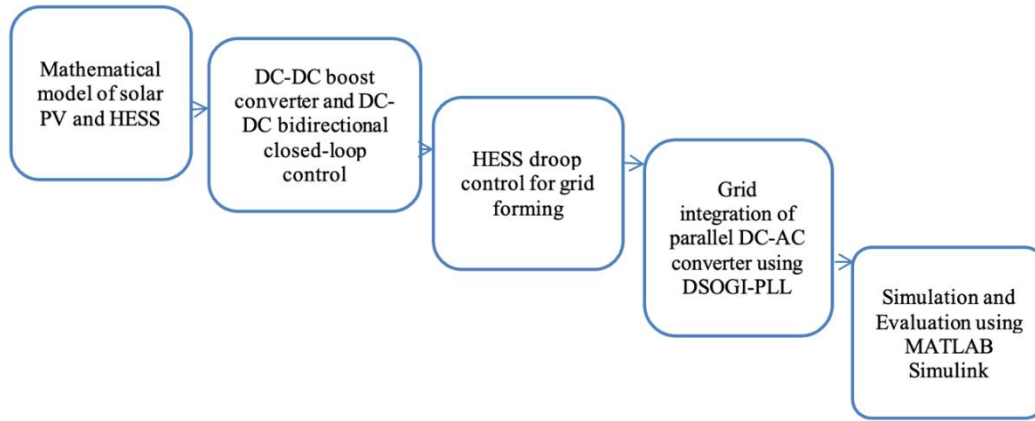 Mathematical
model of solar
PV and HESS
DC-DC boost
converter and DC-
DC bidirectional
closed-loop
control
HESS droop
control for grid
forming
Grid
integration of
parallel DC-AC
converter using
DSOGI-PLL
Simulation and
Evaluation using
MATLAB
Simulink